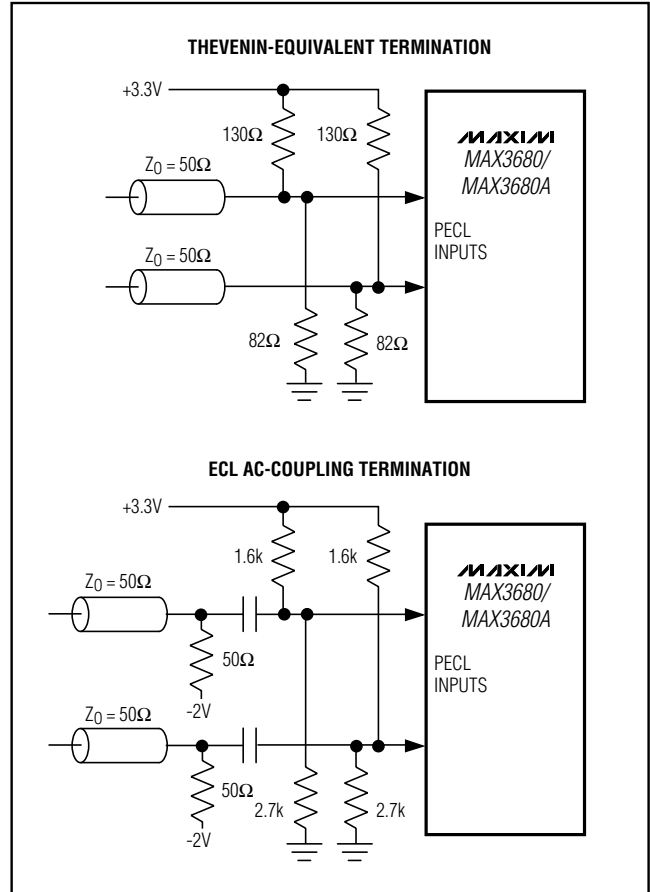 THEVENIN-EQUIVALENT TERMINATION
+3.3V
130Ω 130Ω
MAXIM
MAX3680/
MAX3680A
Z0 = 50Ω
PECL
INPUTS
Z0 = 50Ω
82Ω 82Ω
ECL AC-COUPLING TERMINATION
+3.3V
1.6k 1.6k
MAXIM
MAX3680/
MAX3680A
Z0 = 50Ω
50Ω
PECL
INPUTS
-2V
Z0 = 50Ω
50Ω
2.7k 2.7k
-2V